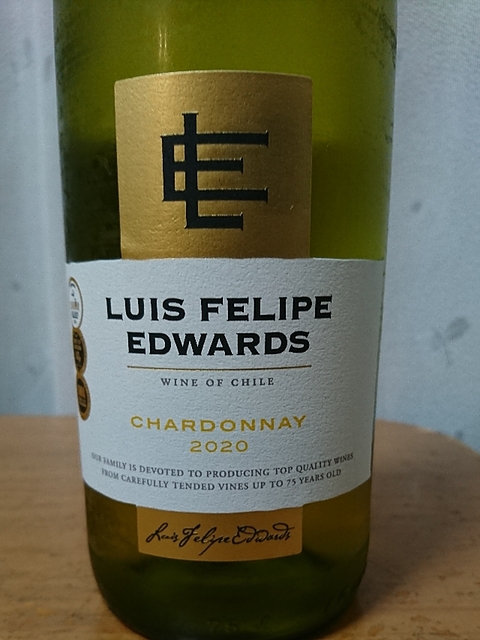 LUIS FELIPE
EDWARDS
WINE OF CHILE
CHARDONNAY
2020
OUR FAMILY IS DEVOTED TO PRODUCING TOP QUALITY WINES
FROM CAREFULLY TENDED VINES UP TO 75 YEARS OLD
Luis Felipe Edwards